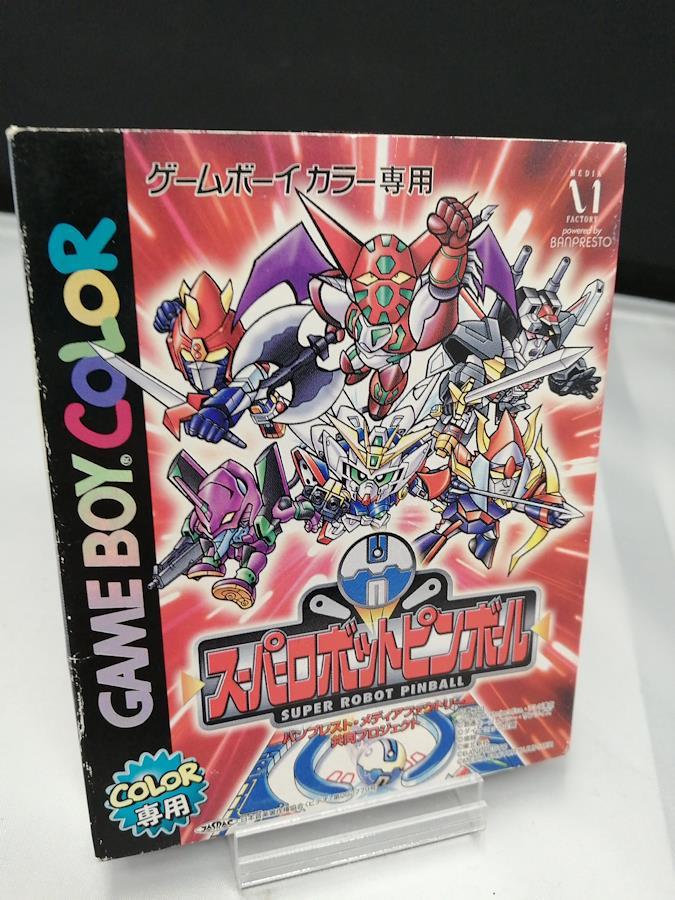 ゲームボーイカラー専用
MEDIA
FACTORY
powered by
BANPRESTO
GAME BOY COLOR
スーパーロボットピンボール
SUPER ROBOT PINBALL
バンプレスト・メディアファクトリー
共同プロジェクト
COLOR
専用
JASRAC